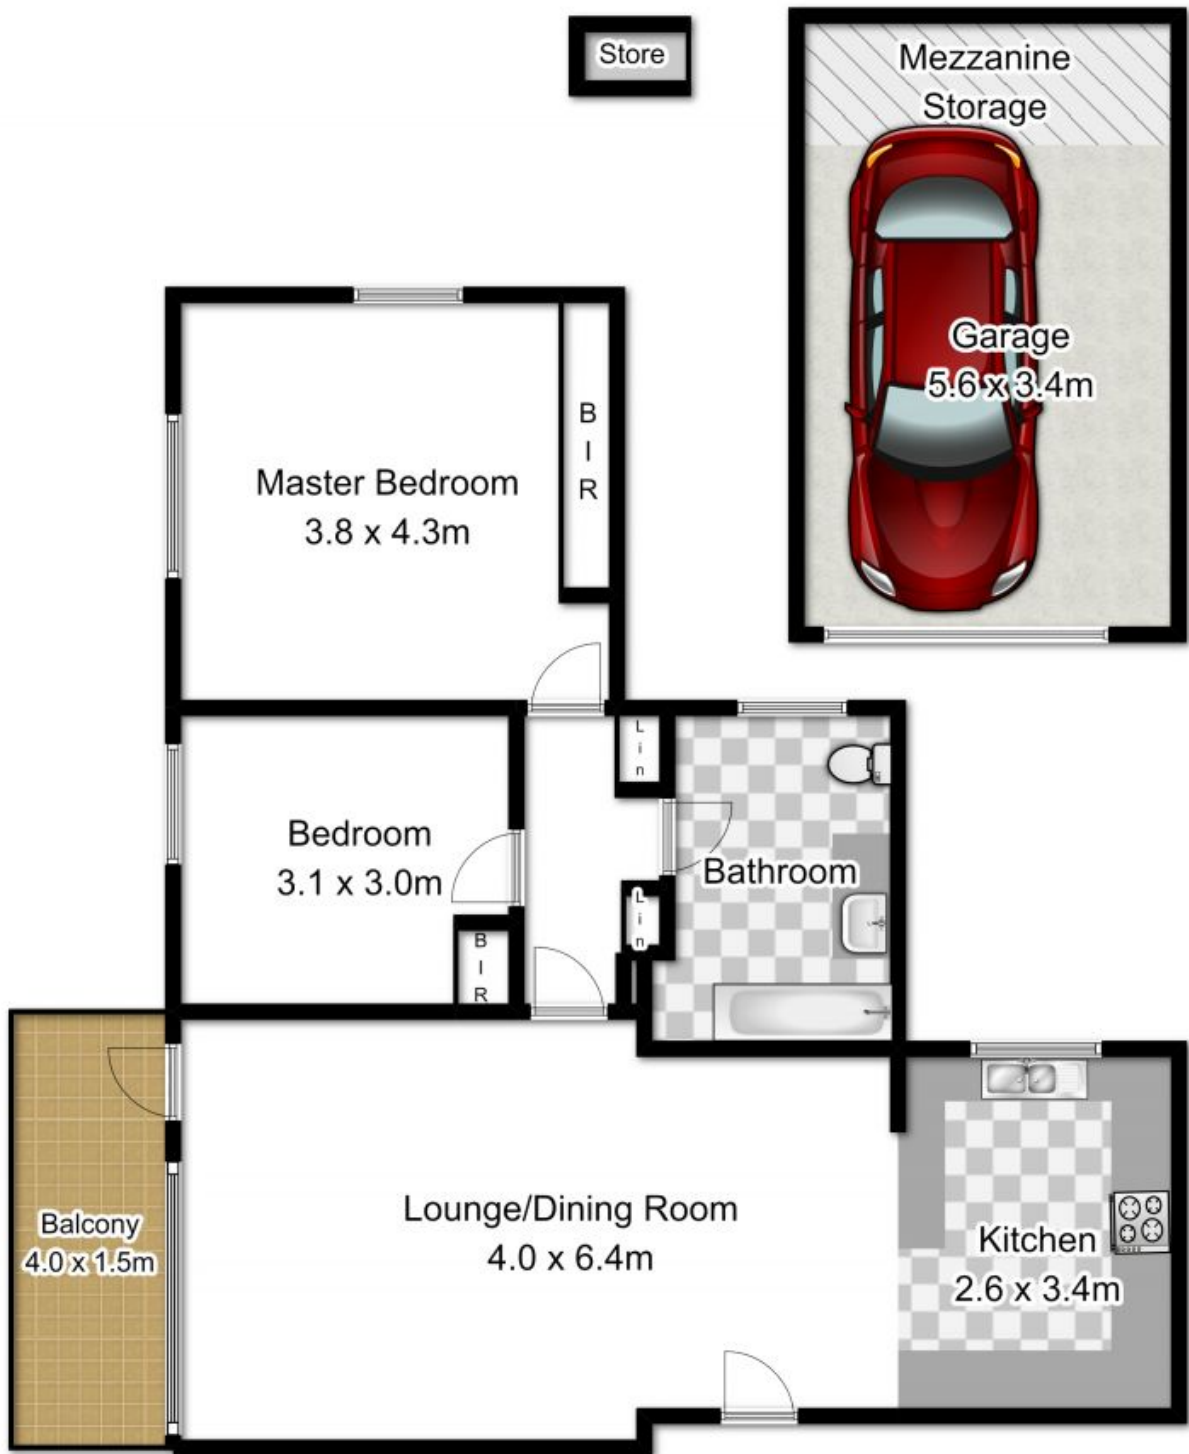 Store
Mezzanine
Storage
Garage
5.6 x 3.4m
B
I
R
Master Bedroom
3.8 x 4.3m
L
i
n
Bedroom
3.1 x 3.0m
Bathroom
L
i
n
B
I
R
Lounge/Dining Room
4.0 x 6.4m
Balcony
4.0 x 1.5m
Kitchen
2.6 x 3.4m